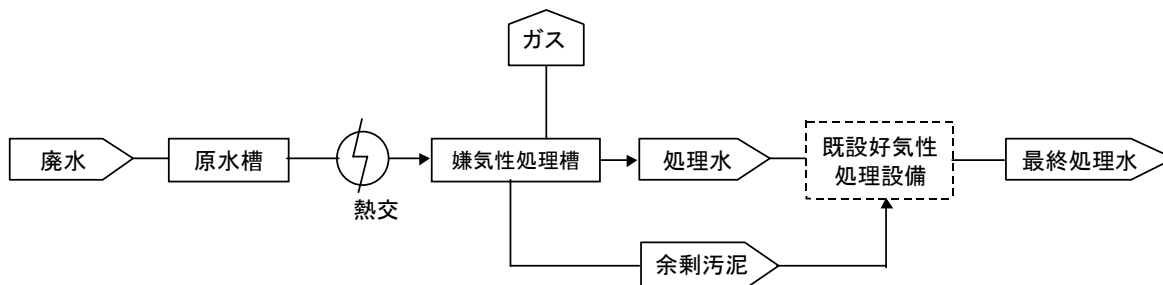 ガス
廃水
原水槽
熱交
嫌気性処理槽
処理水
既設好気性
処理設備
最終処理水
余剰汚泥